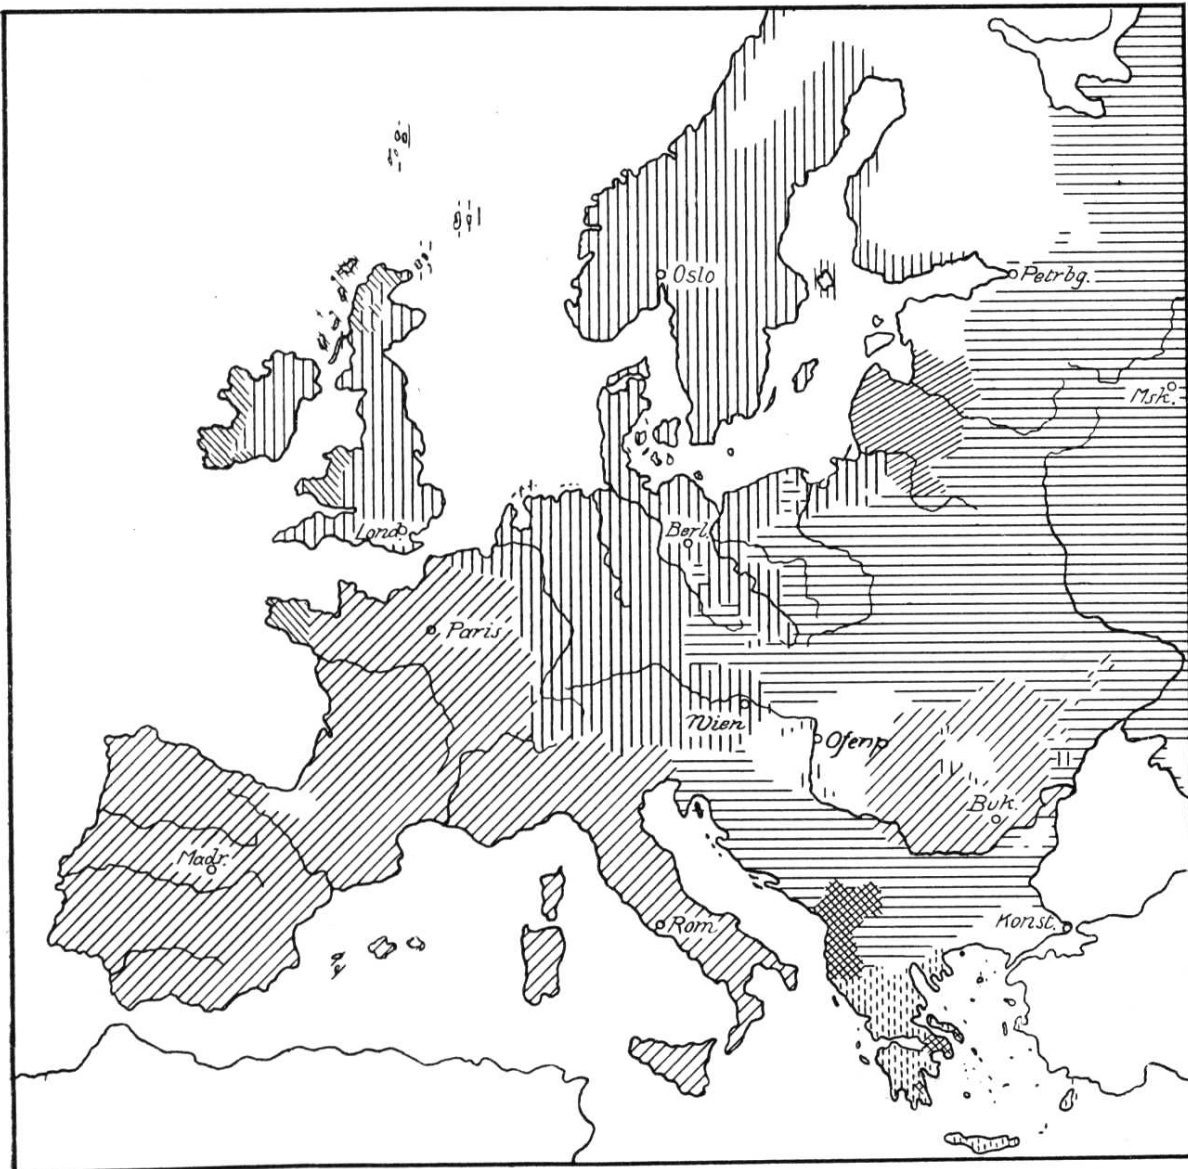 Oslo
Petrbg.
Msk.
Lond.
Berl.
Paris
Wien
Ofenp
Buk.
Madr.
Rom
Konst.